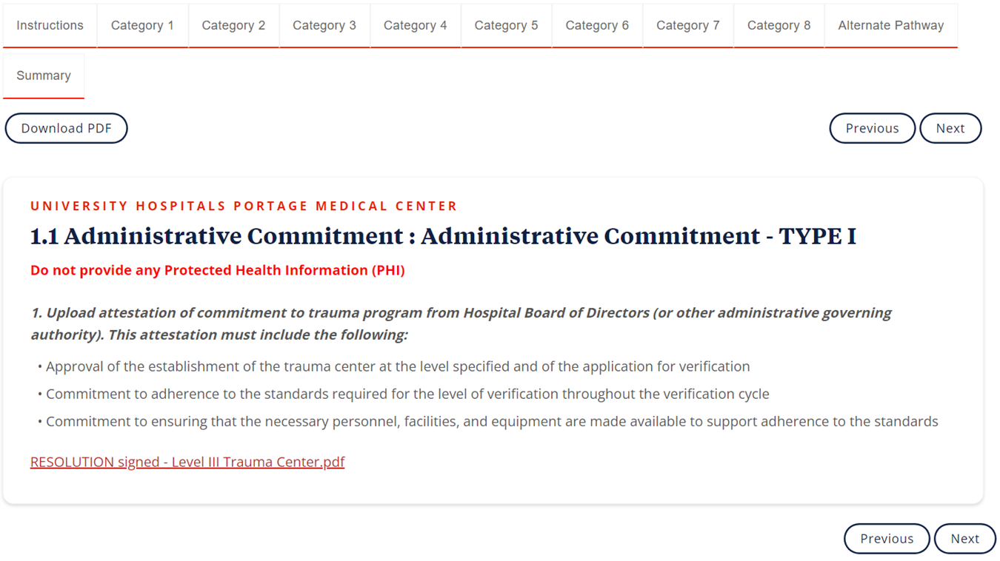 Instructions
Category 1
Category 2
Category 3
Category 4
Category 5
Category 6
Category 7
Category 8
Alternate Pathway
Summary
Download PDF
Previous
Next
UNIVERSITY HOSPITALS PORTAGE MEDICAL CENTER
1.1 Administrative Commitment : Administrative Commitment - TYPE I
Do not provide any Protected Health Information (PHI)
1. Upload attestation of commitment to trauma program from Hospital Board of Directors (or other administrative governing
authority). This attestation must include the following:
• Approval of the establishment of the trauma center at the level specified and of the application for verification
• Commitment to adherence to the standards required for the level of verification throughout the verification cycle
• Commitment to ensuring that the necessary personnel, facilities, and equipment are made available to support adherence to the standards
RESOLUTION signed - Level III Trauma Center.pdf
Previous
Next